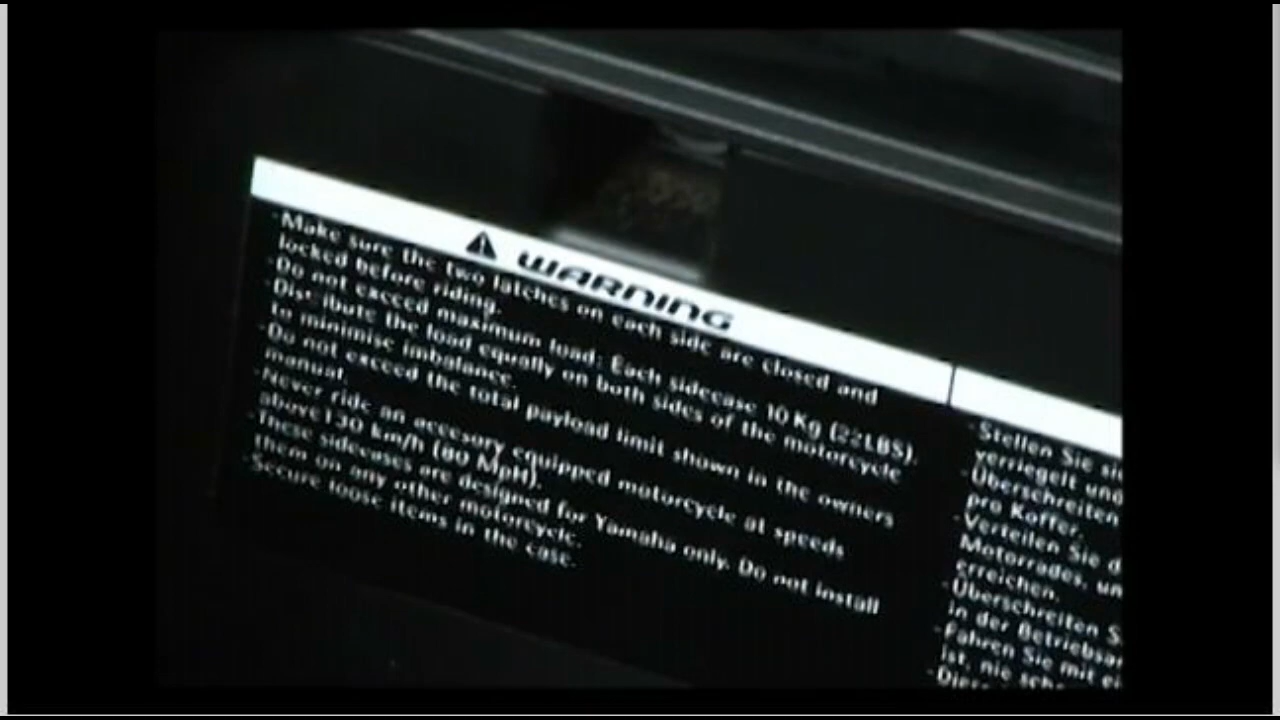 WARNING
-Make sure the two latches on each side are closed and
locked before riding.
-Do not exceed maximum load: Each sidecase 10 Kg (22LBS).
-Distribute the load equally on both sides of the motorcycle
to minimise imbalance.
-Do not exceed the total payload limit shown in the owners
manual.
-Never ride an accesory equipped motorcycle at speeds
above130 km/h (80 MpH).
-These sidecases are designed for Yamaha only. Do not install
them on any other motorcycle.
-Secure loose items in the case.
-Stellen Sie
verriegelt und
-Überschreiten
pro Koffer.
-Verteilen Sie
Motorrades,
erreichen.
-Überschreiten
in der
-Fahren Sie mit
ist, nie